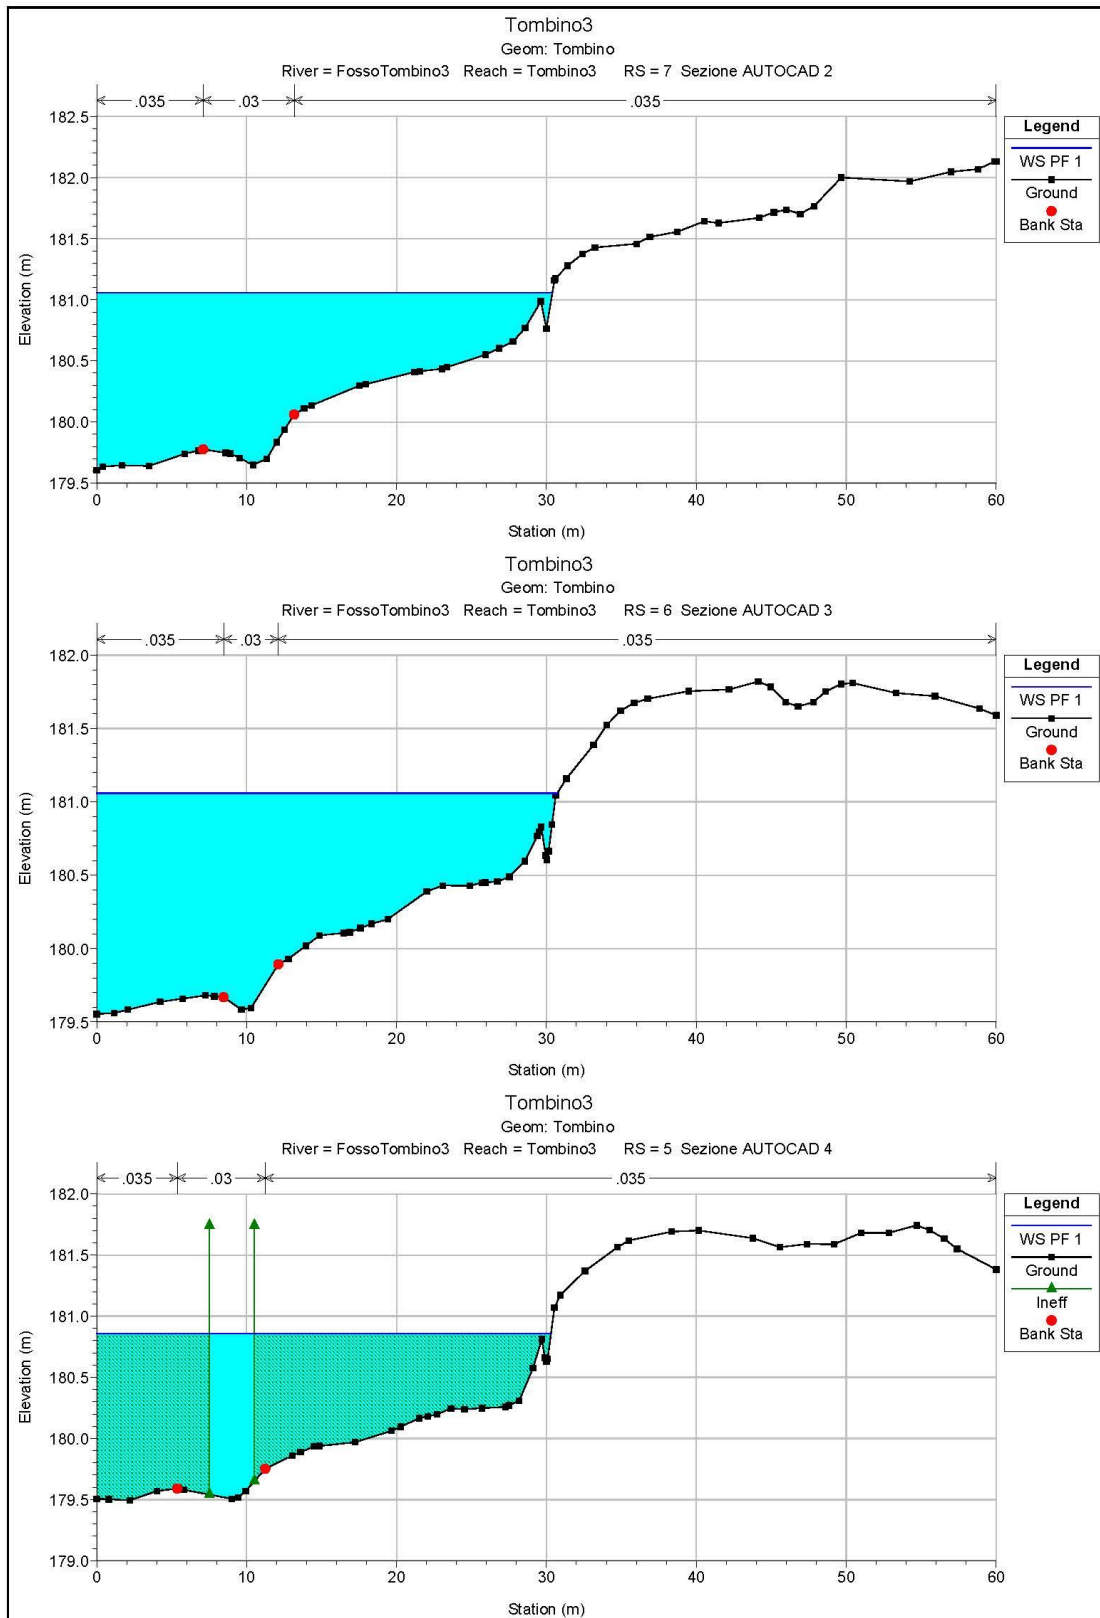 Tombino3
Geom: Tombino
River = FossoTombino3 Reach = Tombino3 RS = 7 Sezione AUTOCAD 2
.035 .03 .035
182.5
182.0
181.5
181.0
180.5
180.0
179.5
Elevation (m)
0 10 20 30 40 50 60
Station (m)
Legend
WS PF 1
Ground
Bank Sta
Tombino3
Geom: Tombino
River = FossoTombino3 Reach = Tombino3 RS = 6 Sezione AUTOCAD 3
.035 .03 .035
182.0
181.5
181.0
180.5
180.0
179.5
Elevation (m)
0 10 20 30 40 50 60
Station (m)
Legend
WS PF 1
Ground
Bank Sta
Tombino3
Geom: Tombino
River = FossoTombino3 Reach = Tombino3 RS = 5 Sezione AUTOCAD 4
.035 .03 .035
182.0
181.5
181.0
180.5
180.0
179.5
179.0
Elevation (m)
0 10 20 30 40 50 60
Station (m)
Legend
WS PF 1
Ground
Ineff
Bank Sta